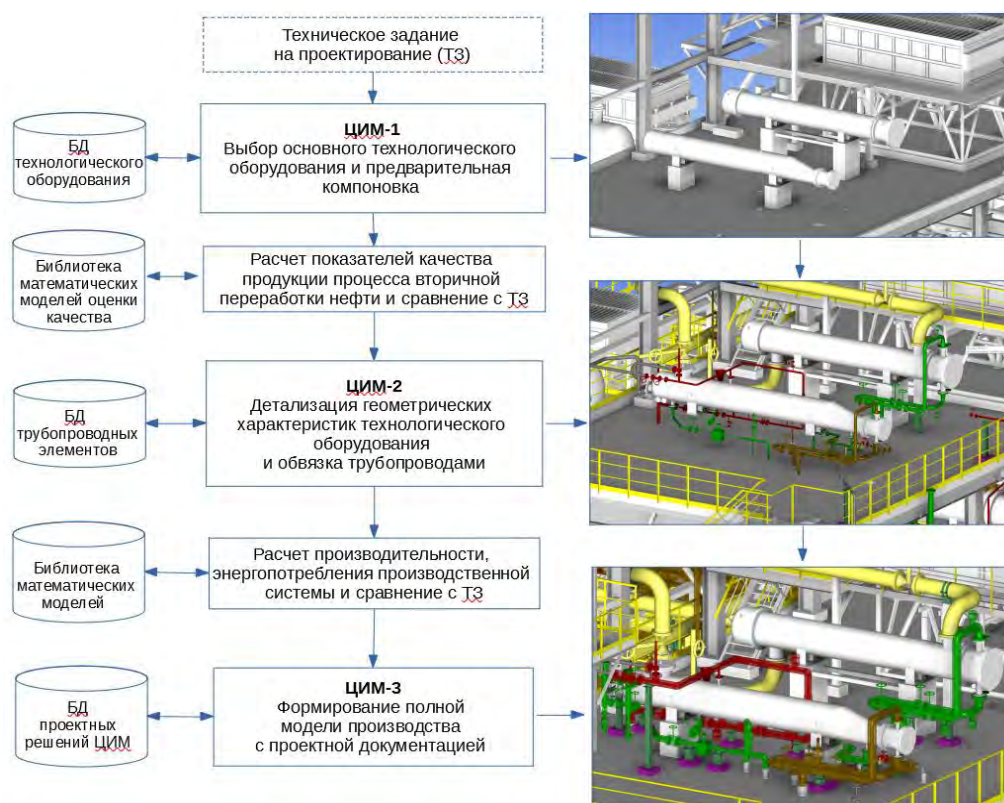 Техническое задание
на проектирование (ТЗ)
БД
технологического
оборудования
ЦИМ-1
Выбор основного технологического
оборудования и предварительная
компоновка
Библиотека
математических
моделей оценки
качества
Расчет показателей качества
продукции процесса вторичной
переработки нефти и сравнение с ТЗ
БД
трубопроводных
элементов
ЦИМ-2
Детализация геометрических
характеристик технологического
оборудования
и обвязка трубопроводами
Библиотека
математических
моделей
Расчет производительности,
энергопотребления производственной
системы и сравнение с ТЗ
БД
проектных
решений ЦИМ
ЦИМ-3
Формирование полной
модели производства
с проектной документацией